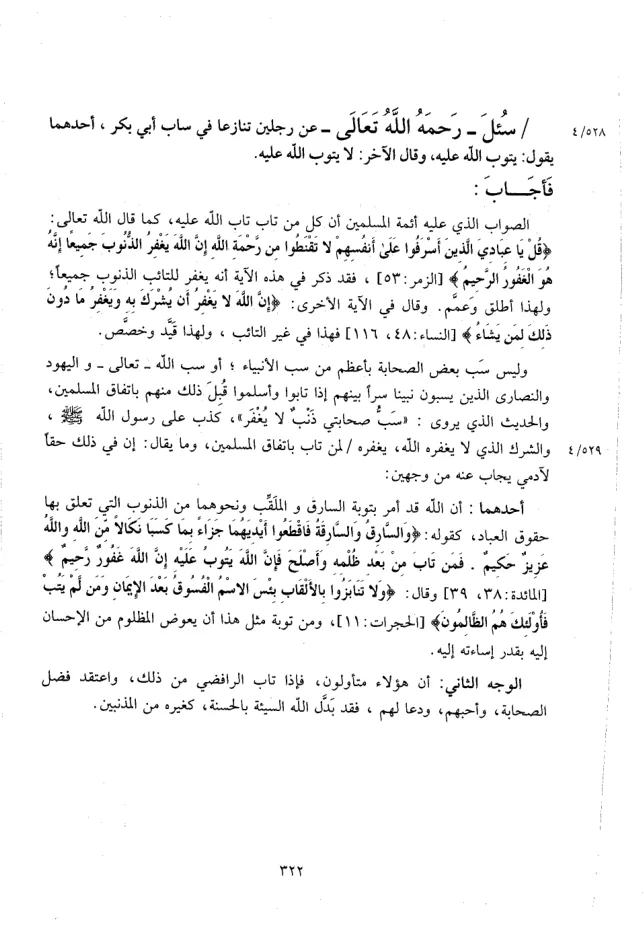 ٤/٥٢٨
/ سُئِلَ ـ رَحمَهُ اللَّهُ تَعَالَى ـ عن رجلين تنازعا في ساب أبي بكر ، أحدهما
يقول: يتوب الله عليه، وقال الآخر: لا يتوب الله عليه.
فَأجَـــابَ :
الصواب الذي عليه أئمة المسلمين أن كل من تاب تاب الله عليه، كما قال الله تعالى:
﴿قُلْ يَا عِبَادِيَ الَّذِينَ أَسْرَفُوا عَلَىٰ أَنفُسِهِمْ لا تَقْنَطُوا مِن رَّحْمَةِ اللَّهِ إِنَّ اللَّهَ يَغْفِرُ الذُّنُوبَ جَمِيعًا إِنَّهُ
هُوَ الْغَفُورُ الرَّحِيمُ﴾ [الزمر:٥٣] ، فقد ذكر في هذه الآية أنه يغفر للتائب الذنوب جميعاً؛
ولهذا أطلق وعَمَّم. وقال في الآية الأخرى: ﴿إِنَّ اللَّهَ لا يَغْفِرُ أَن يُشْرَكَ بِهِ وَيَغْفِرُ مَا دُونَ
ذَلِكَ لِمَن يَشَاءُ﴾ [النساء:٤٨، ١١٦] فهذا في غير التائب ، ولهذا قَيَّد وخصَّص.
وليس سَب بعض الصحابة بأعظم من سب الأنبياء ؛ أو سب الله ـ تعالى ـ و اليهود
والنصارى الذين يسبون نبينا سراً بينهم إذا تابوا وأسلموا قُبِلَ ذلك منهم باتفاق المسلمين،
والحديث الذي يروى : «سَبُّ صحابتي ذَنْبٌ لا يُغْفَر»، كذب على رسول الله ﷺ ،
٤/٥٢٩
والشرك الذي لا يغفره الله، يغفره /لمن تاب باتفاق المسلمين، وما يقال: إن في ذلك حقاً
لآدمي يجاب عنه من وجهين:
أحدهما : أن الله قد أمر بتوبة السارق و المُلَقِّب ونحوهما من الذنوب التي تعلق بها
حقوق العباد، كقوله: ﴿وَالسَّارِقُ وَالسَّارِقَةُ فَاقْطَعُوا أَيْدِيَهُمَا جَزَاءً بِمَا كَسَبَا نَكَالاً مِّنَ اللَّهِ وَاللَّهُ
عَزِيزٌ حَكِيمٌ . فَمَن تَابَ مِنْ بَعْدِ ظُلْمِهِ وَأَصْلَحَ فَإِنَّ اللَّهَ يَتُوبُ عَلَيْهِ إِنَّ اللَّهَ غَفُورٌ رَّحِيمٌ ﴾
[المائدة:٣٨، ٣٩] وقال: ﴿وَلا تَنَابَزُوا بِالأَلْقَابِ بِئْسَ الاسْمُ الْفُسُوقُ بَعْدَ الإِيمَانِ وَمَن لَّمْ يَتُبْ
فَأُوْلَئِكَ هُمُ الظَّالِمُونَ﴾ [الحجرات:١١]، ومن توبة مثل هذا أن يعوض المظلوم من الإحسان
إليه بقدر إساءته إليه.
الوجه الثاني: أن هؤلاء متأولون، فإذا تاب الرافضي من ذلك، واعتقد فضل
الصحابة، وأحبهم، ودعا لهم ، فقد بَدَّل الله السيئة بالحسنة، كغيره من المذنبين.
٣٢٢